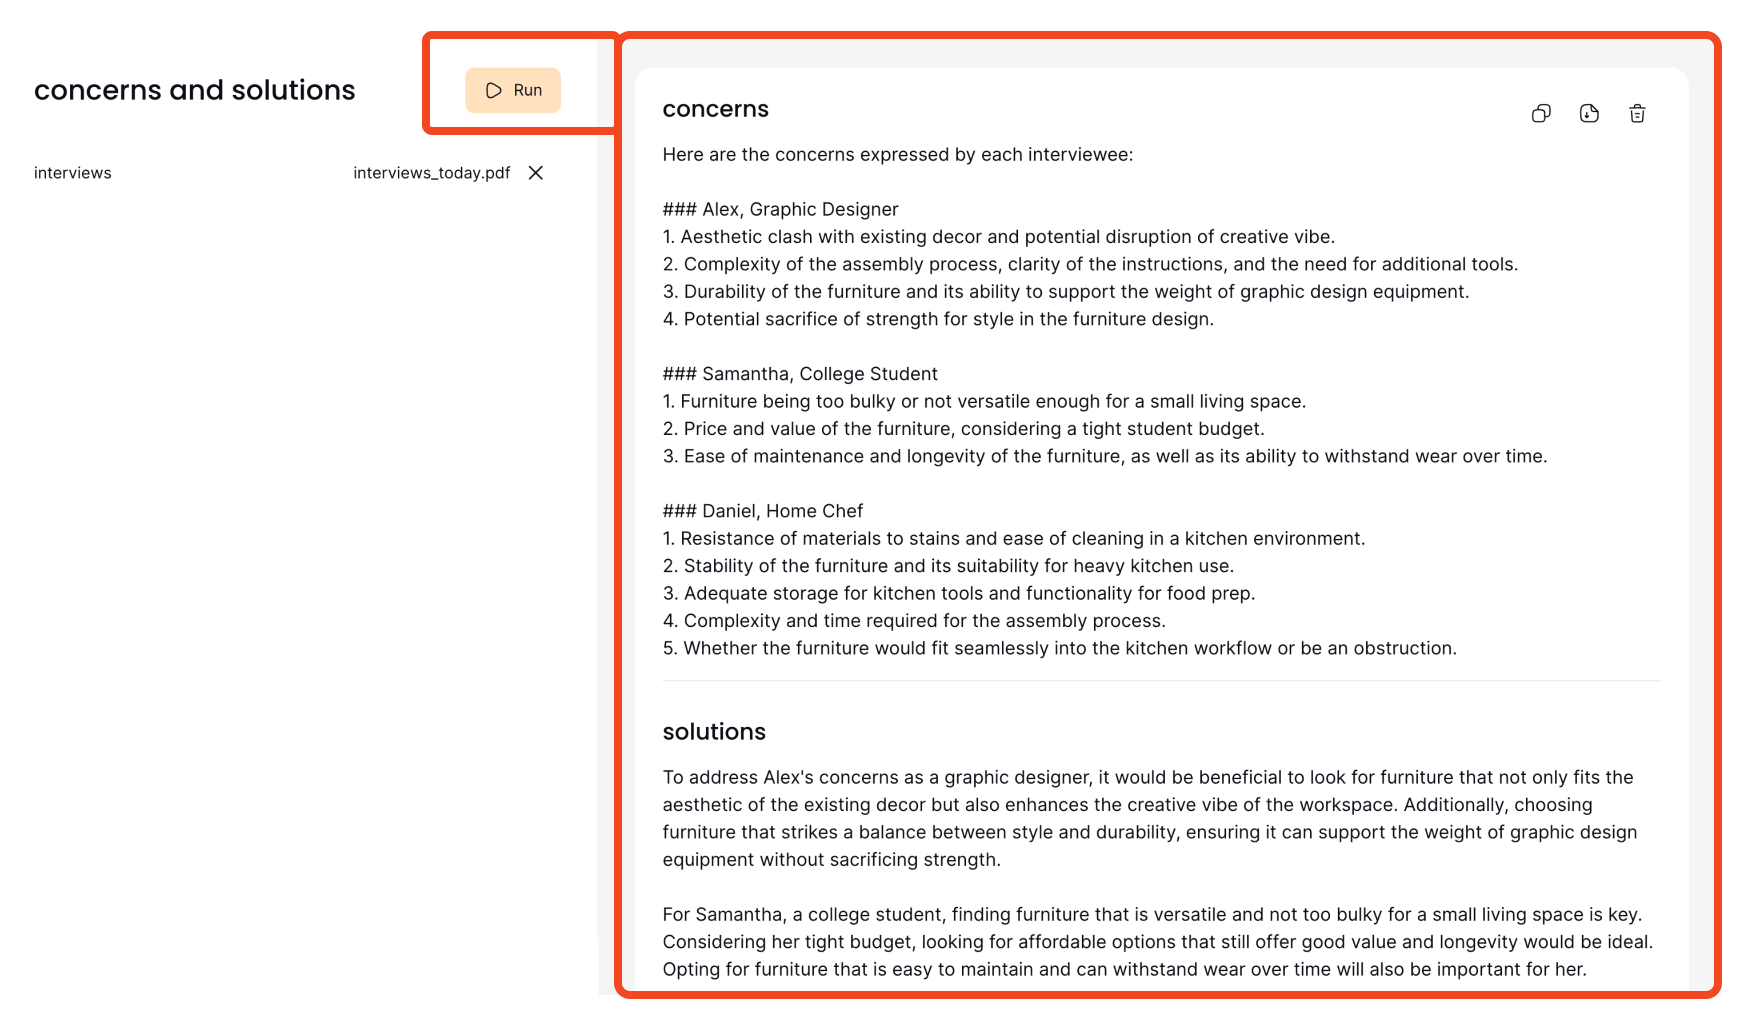 concerns and solutions
Run
interviews
interviews_today.pdf
concerns
Here are the concerns expressed by each interviewee:
### Alex, Graphic Designer
1. Aesthetic clash with existing decor and potential disruption of creative vibe.
2. Complexity of the assembly process, clarity of the instructions, and the need for additional tools.
3. Durability of the furniture and its ability to support the weight of graphic design equipment.
4. Potential sacrifice of strength for style in the furniture design.
### Samantha, College Student
1. Furniture being too bulky or not versatile enough for a small living space.
2. Price and value of the furniture, considering a tight student budget.
3. Ease of maintenance and longevity of the furniture, as well as its ability to withstand wear over time.
### Daniel, Home Chef
1. Resistance of materials to stains and ease of cleaning in a kitchen environment.
2. Stability of the furniture and its suitability for heavy kitchen use.
3. Adequate storage for kitchen tools and functionality for food prep.
4. Complexity and time required for the assembly process.
5. Whether the furniture would fit seamlessly into the kitchen workflow or be an obstruction.
solutions
To address Alex's concerns as a graphic designer, it would be beneficial to look for furniture that not only fits the
aesthetic of the existing decor but also enhances the creative vibe of the workspace. Additionally, choosing
furniture that strikes a balance between style and durability, ensuring it can support the weight of graphic design
equipment without sacrificing strength.
For Samantha, a college student, finding furniture that is versatile and not too bulky for a small living space is key.
Considering her tight budget, looking for affordable options that still offer good value and longevity would be ideal.
Opting for furniture that is easy to maintain and can withstand wear over time will also be important for her.